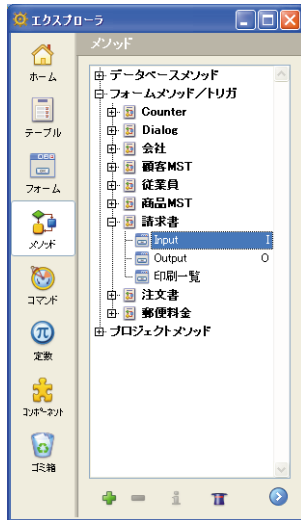 エクスプローラ
メソッド
ホーム
テーブル
フォーム
メソッド
コマンド
定数
コンポーネント
ゴミ箱
データベースメソッド
フォームメソッド/トリガ
Counter
Dialog
会社
顧客MST
従業員
商品MST
請求書
Input I
Output O
印刷一覧
注文書
郵便料金
プロジェクトメソッド